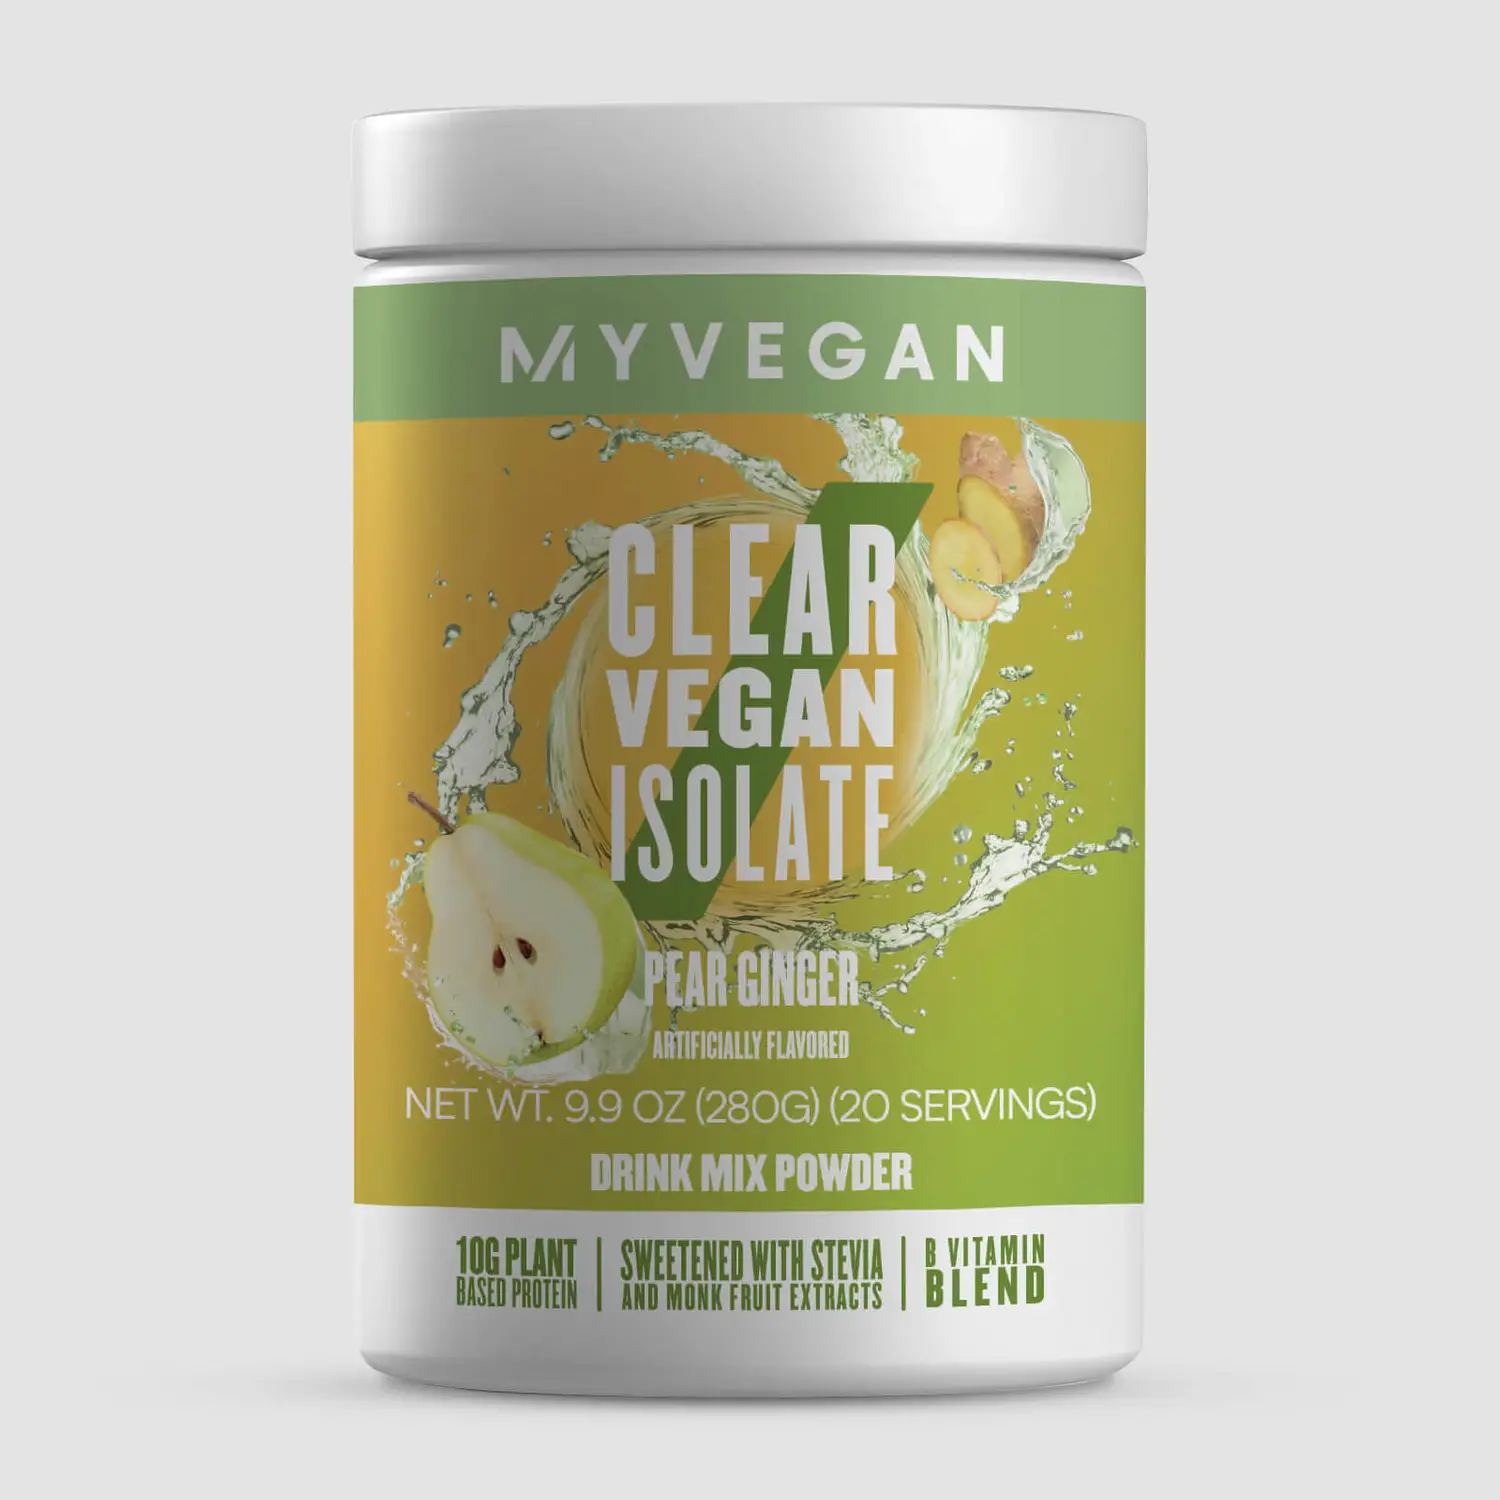 MYVEGAN
CLEAR
VEGAN
ISOLATE
PEAR GINGER
ARTIFICIALLY FLAVORED
NET WT. 9.9 OZ (280G) (20 SERVINGS)
DRINK MIX POWDER
10G PLANT
BASED PROTEIN
SWEETENED WITH STEVIA
AND MONK FRUIT EXTRACTS
B VITAMIN
BLEND